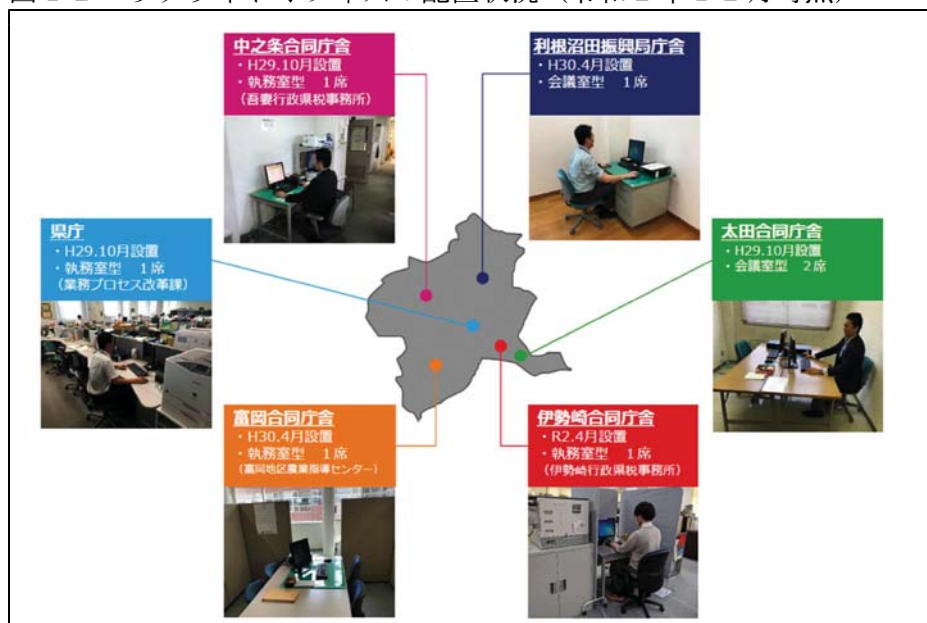 中之条合同庁舎
・H29.10月設置
・執務室型 1席
(吾妻行政県税事務所)
利根沼田振興局庁舎
・H30.4月設置
・会議室型 1席
県庁
・H29.10月設置
・執務室型 1席
(業務プロセス改革課)
太田合同庁舎
・H29.10月設置
・会議室型 2席
富岡合同庁舎
・H30.4月設置
・執務室型 1席
(富岡地区農業指導センター)
伊勢崎合同庁舎
・R2.4月設置
・執務室型 1席
(伊勢崎行政県税事務所)